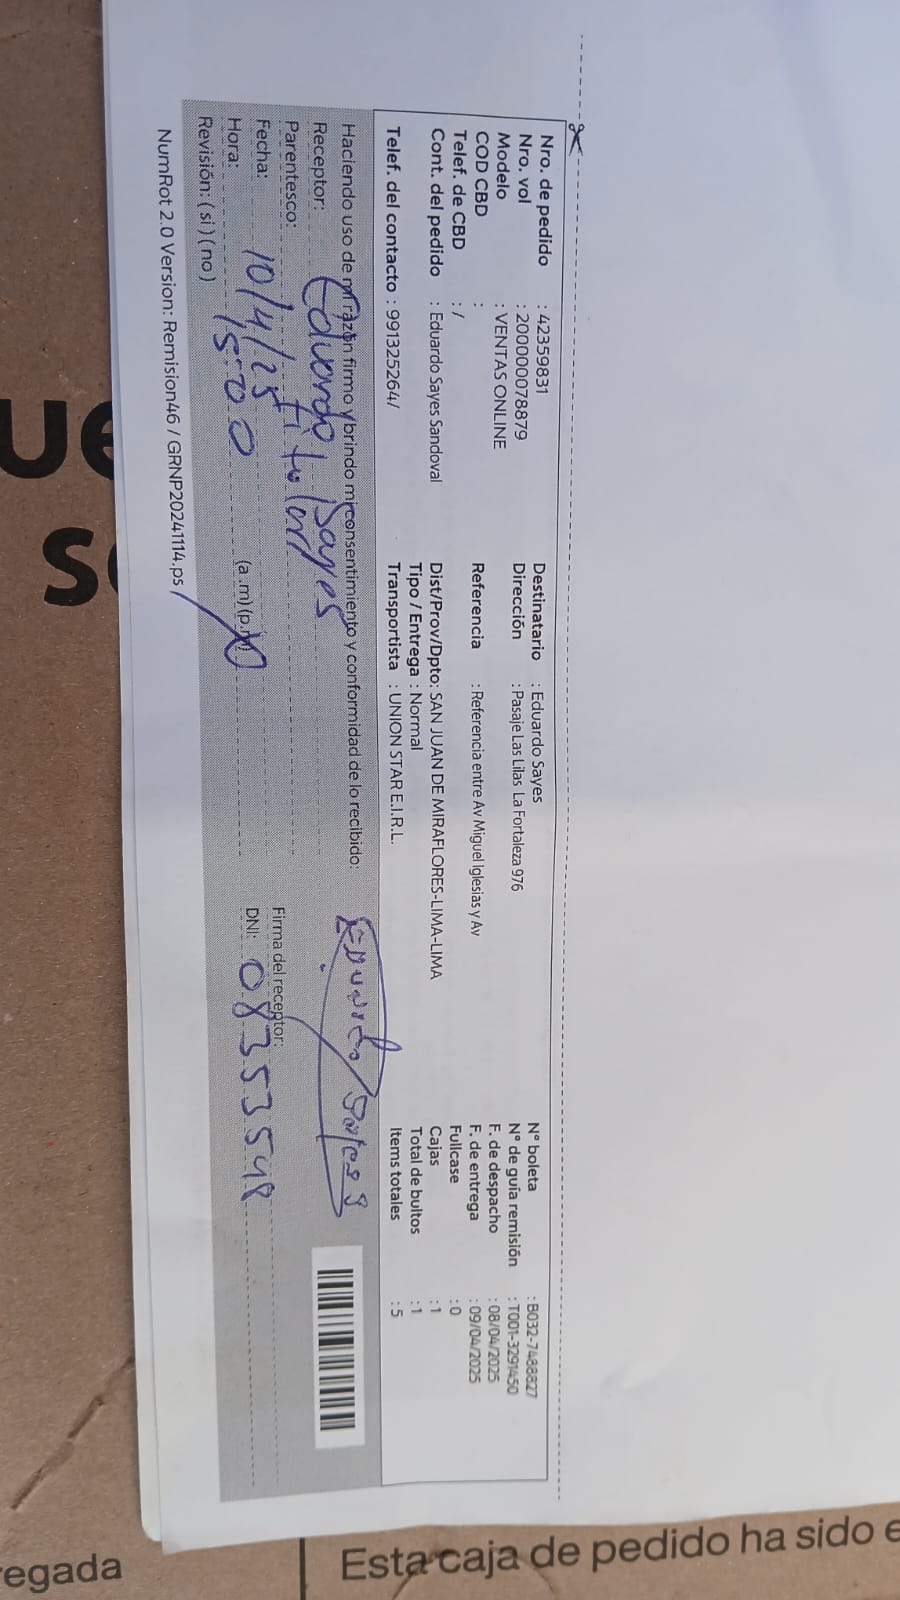 Nro. de pedido : 42359831
Nro. vol : 2000000078879
Modelo : VENTAS ONLINE
COD CBD :
Telef. de CBD : /
Cont. del pedido : Eduardo Sayes Sandoval
Telef. del contacto : 991325264/
Destinatario : Eduardo Sayes
Dirección : Pasaje Las Lilas La Fortaleza 976
Referencia : Referencia entre Av Miguel Iglesias y Av
Dist/Prov/Dpto: SAN JUAN DE MIRAFLORES-LIMA-LIMA
Tipo / Entrega : Normal
Transportista : UNION STAR E.I.R.L.
N° boleta : B032-7488827
N° de guía remisión : T001-3291450
F. de despacho : 08/04/2025
F. de entrega : 09/04/2025
Fullcase : 0
Cajas : 1
Total de bultos : 1
Items totales : 5
Haciendo uso de mi razón firmo y brindo mi consentimiento y conformidad de lo recibido:
Receptor: Eduardo Sayes
Parentesco: titular
Fecha: 10/4/25
Hora: 15:00 (a.m) (p.m)
Revisión: (si) (no)
Eduardo Sayes
Firma del receptor:
DNI: 08353548
NumRot 2.0 Version: Remision46 / GRNP20241114.ps
ue
s
regada
Esta caja de pedido ha sido e